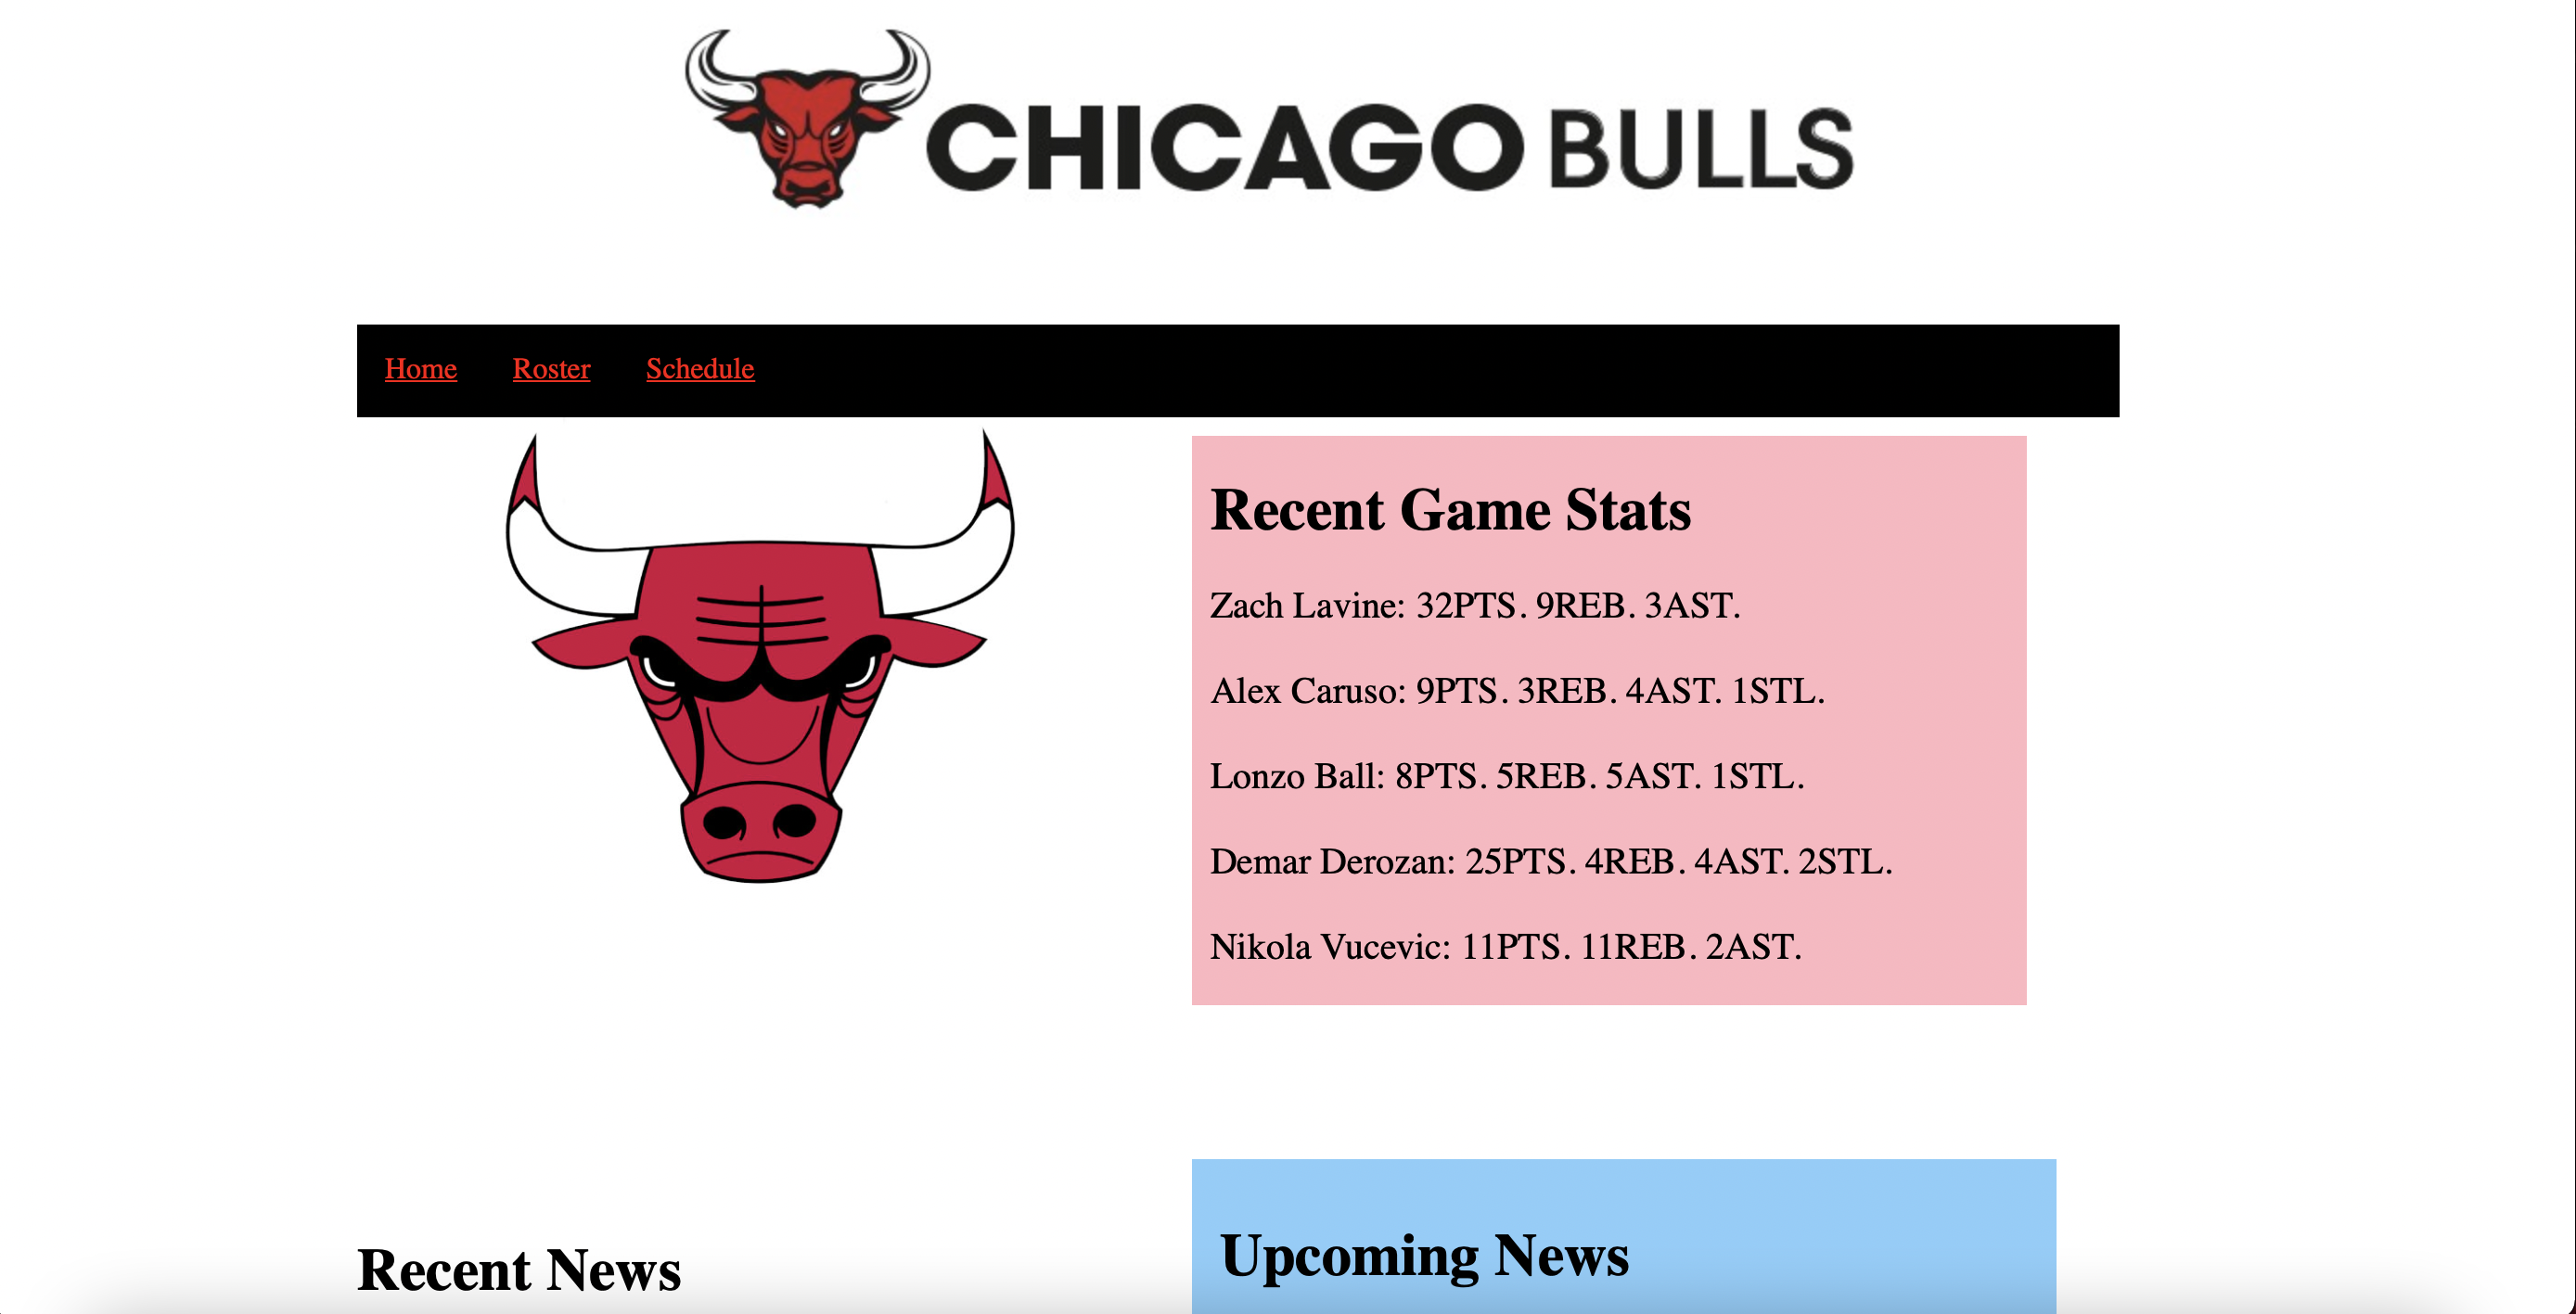 CHICAGO BULLS
Home Roster Schedule
Recent Game Stats
Zach Lavine: 32PTS. 9REB. 3AST.
Alex Caruso: 9PTS. 3REB. 4AST. 1STL.
Lonzo Ball: 8PTS. 5REB. 5AST. 1STL.
Demar Derozan: 25PTS. 4REB. 4AST. 2STL.
Nikola Vucevic: 11PTS. 11REB. 2AST.
Recent News
Upcoming News